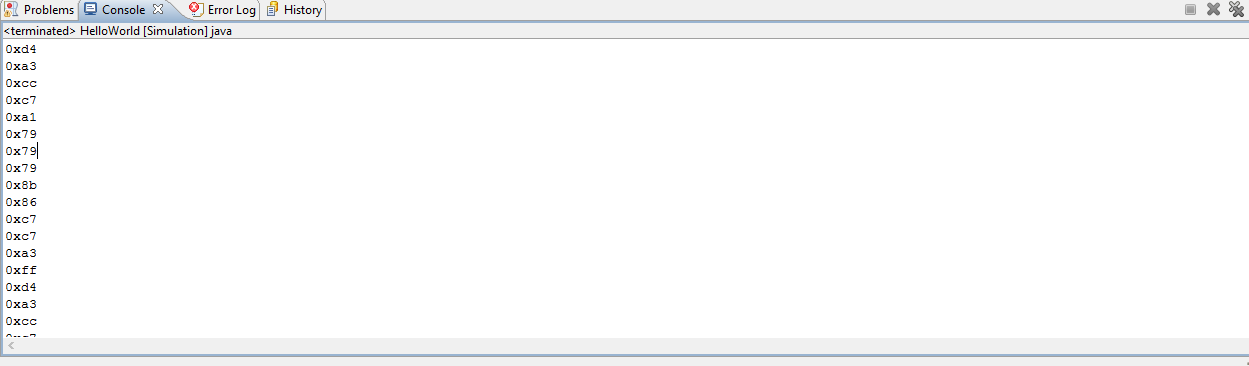 Problems Console Error Log History
<terminated> HelloWorld [Simulation] java
0xd4
0xa3
0xcc
0xc7
0xa1
0x79
0x79
0x79
0x8b
0x86
0xc7
0xc7
0xa3
0xff
0xd4
0xa3
0xcc